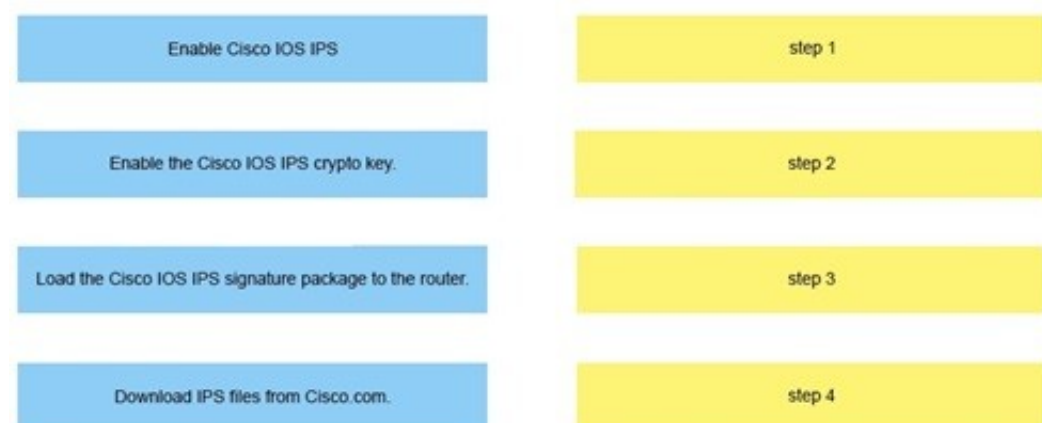 Enable Cisco IOS IPS
step 1
Enable the Cisco IOS IPS crypto key.
step 2
Load the Cisco IOS IPS signature package to the router.
step 3
Download IPS files from Cisco.com.
step 4